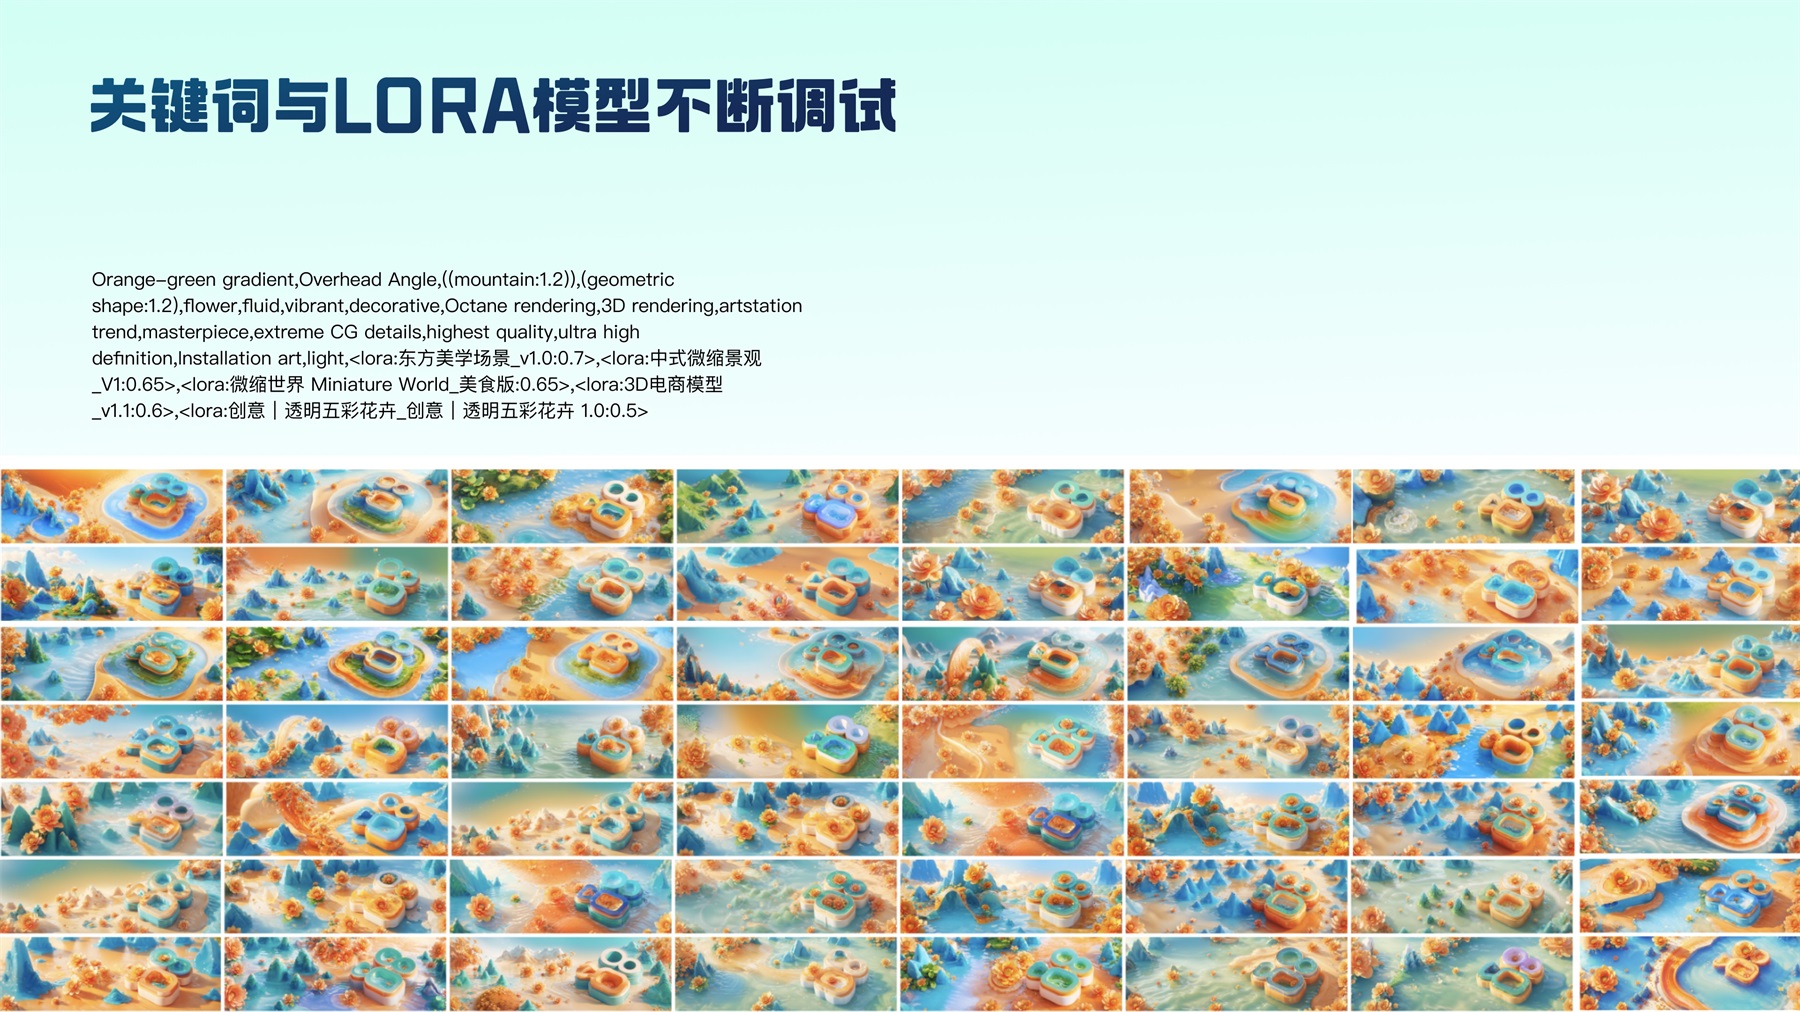 关键词与LORA模型不断调试
Orange-green gradient,Overhead Angle,((mountain:1.2)),(geometric
shape:1.2),flower,fluid,vibrant,decorative,Octane rendering,3D rendering,artstation
trend,masterpiece,extreme CG details,highest quality,ultra high
definition,Installation art,light,<lora:东方美学场景_v1.0:0.7>,<lora:中式微缩景观
_V1:0.65>,<lora:微缩世界 Miniature World_美食版:0.65>,<lora:3D电商模型
_v1.1:0.6>,<lora:创意｜透明五彩花卉_创意｜透明五彩花卉 1.0:0.5>